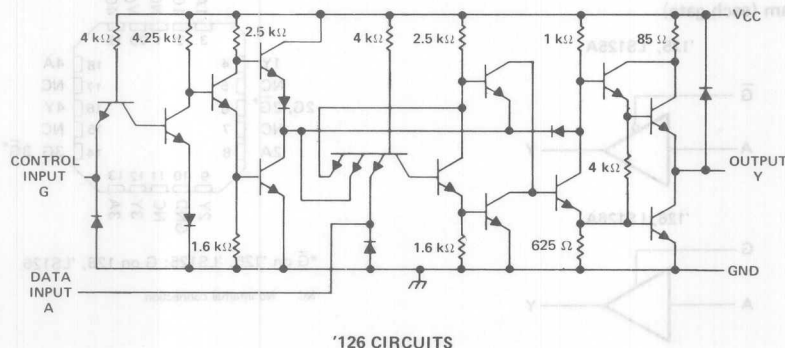 VCC
4 kΩ 4.25 kΩ 2.5 kΩ 4 kΩ 2.5 kΩ 1 kΩ 85 Ω
CONTROL
INPUT
G
4 kΩ
OUTPUT
Y
1.6 kΩ 1.6 kΩ 625 Ω
GND
DATA
INPUT
A
'126 CIRCUITS